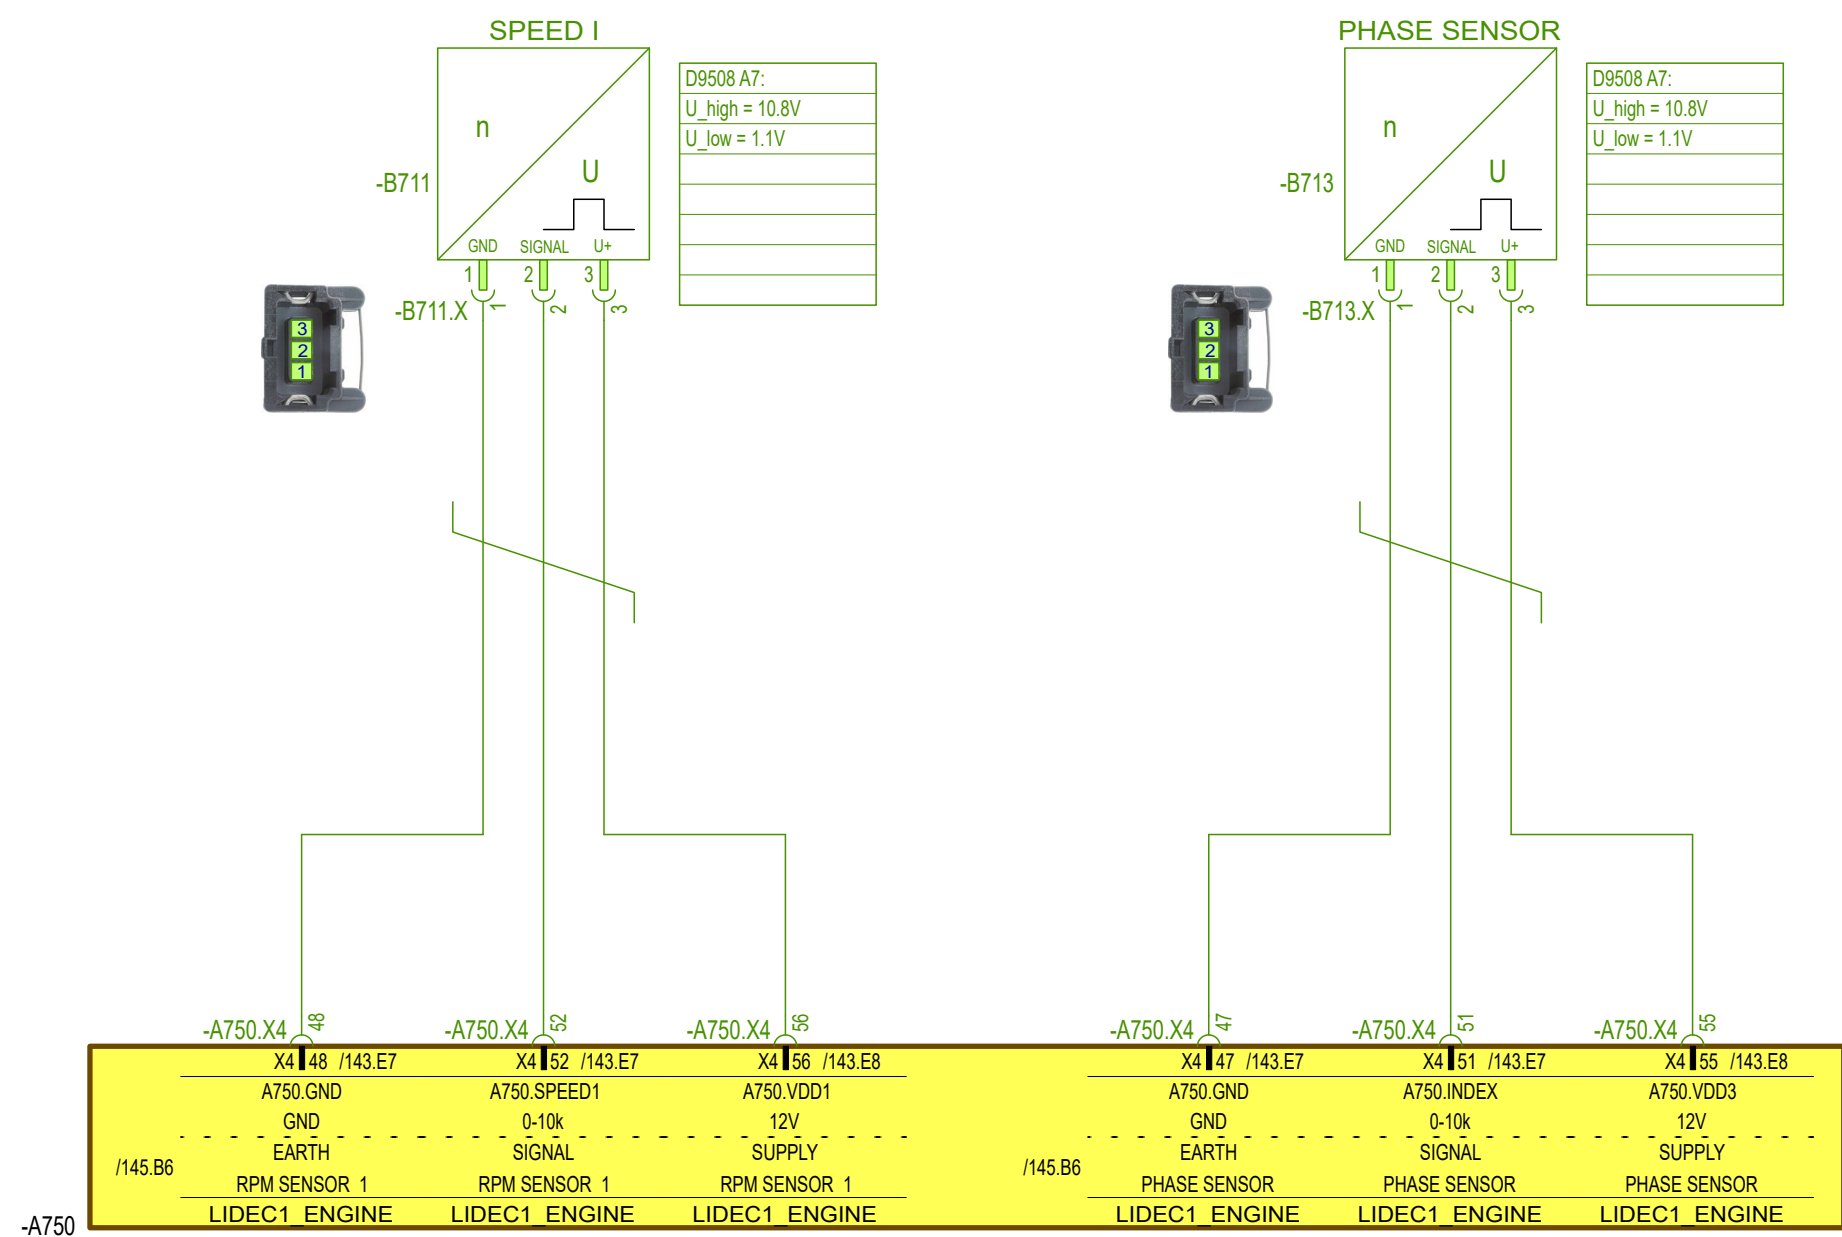 SPEED I
PHASE SENSOR
D9508 A7:
U_high = 10.8V
U_low = 1.1V
D9508 A7:
U_high = 10.8V
U_low = 1.1V
n
U
-B711
GND SIGNAL U+
1 2 3
-B711.X
1 2 3
3
2
1
n
U
-B713
GND SIGNAL U+
1 2 3
-B713.X
1 2 3
3
2
1
-A750.X4 48
-A750.X4 52
-A750.X4 56
-A750.X4 47
-A750.X4 51
-A750.X4 55
X4 48 /143.E7
X4 52 /143.E7
X4 56 /143.E8
X4 47 /143.E7
X4 51 /143.E7
X4 55 /143.E8
A750.GND A750.SPEED1 A750.VDD1 A750.GND A750.INDEX A750.VDD3
GND 0-10k 12V GND 0-10k 12V
EARTH SIGNAL SUPPLY EARTH SIGNAL SUPPLY
/145.B6 /145.B6
RPM SENSOR 1 RPM SENSOR 1 RPM SENSOR 1 PHASE SENSOR PHASE SENSOR PHASE SENSOR
LIDEC1_ENGINE LIDEC1_ENGINE LIDEC1_ENGINE LIDEC1_ENGINE LIDEC1_ENGINE LIDEC1_ENGINE
-A750